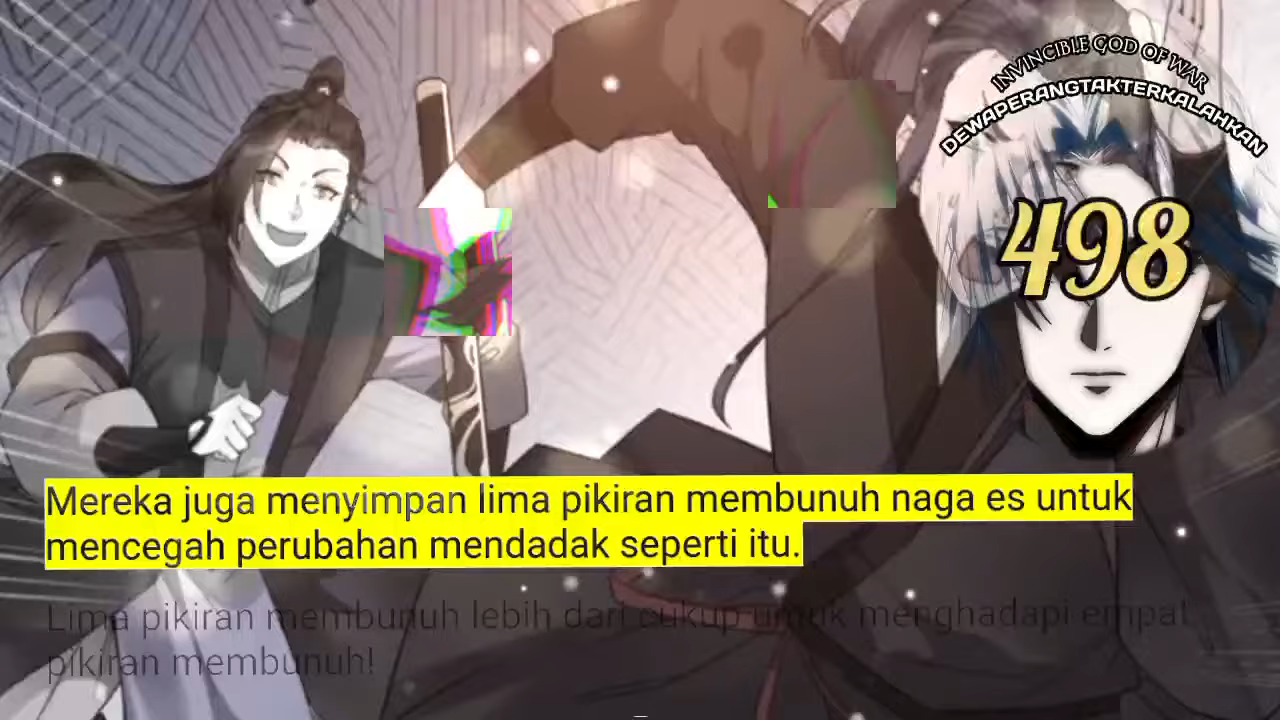 INVINCIBLE GOD OF WAR
DEWAPERANGTAKTERKALAHKAN
498
Mereka juga menyimpan lima pikiran membunuh naga es untuk
mencegah perubahan mendadak seperti itu.
Lima pikiran membunuh lebih dari cukup untuk menghadapi empat
pikiran membunuh!